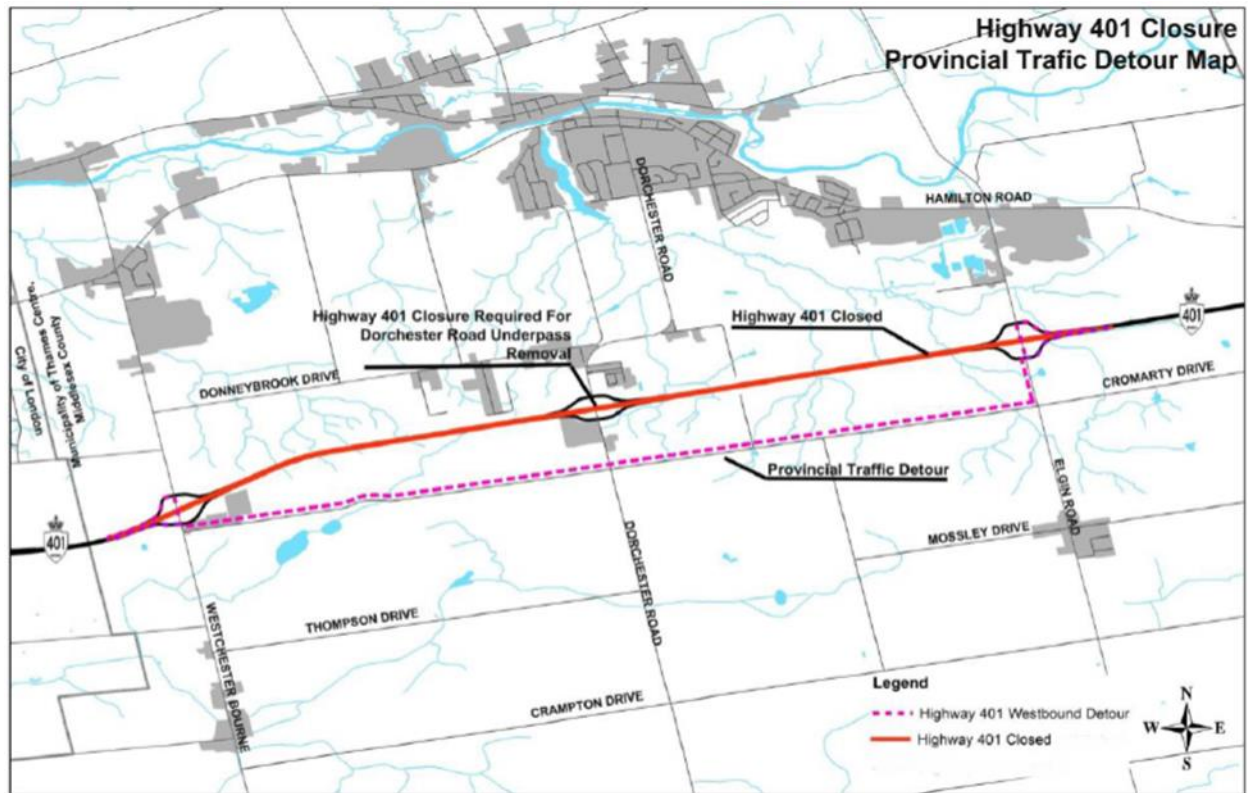 Highway 401 Closure
Provincial Trafic Detour Map
DORCHESTER ROAD
HAMILTON ROAD
Highway 401 Closure Required For
Dorchester Road Underpass
Removal
Highway 401 Closed
401
City of London
Municipality of Thames Centre,
Middlesex County
DONNEYBROOK DRIVE
CROMARTY DRIVE
Provincial Traffic Detour
ELGIN ROAD
401
MOSSLEY DRIVE
DORCHESTER ROAD
WESTCHESTER BOURNE
THOMPSON DRIVE
CRAMPTON DRIVE
Legend
Highway 401 Westbound Detour
Highway 401 Closed
N
W E
S